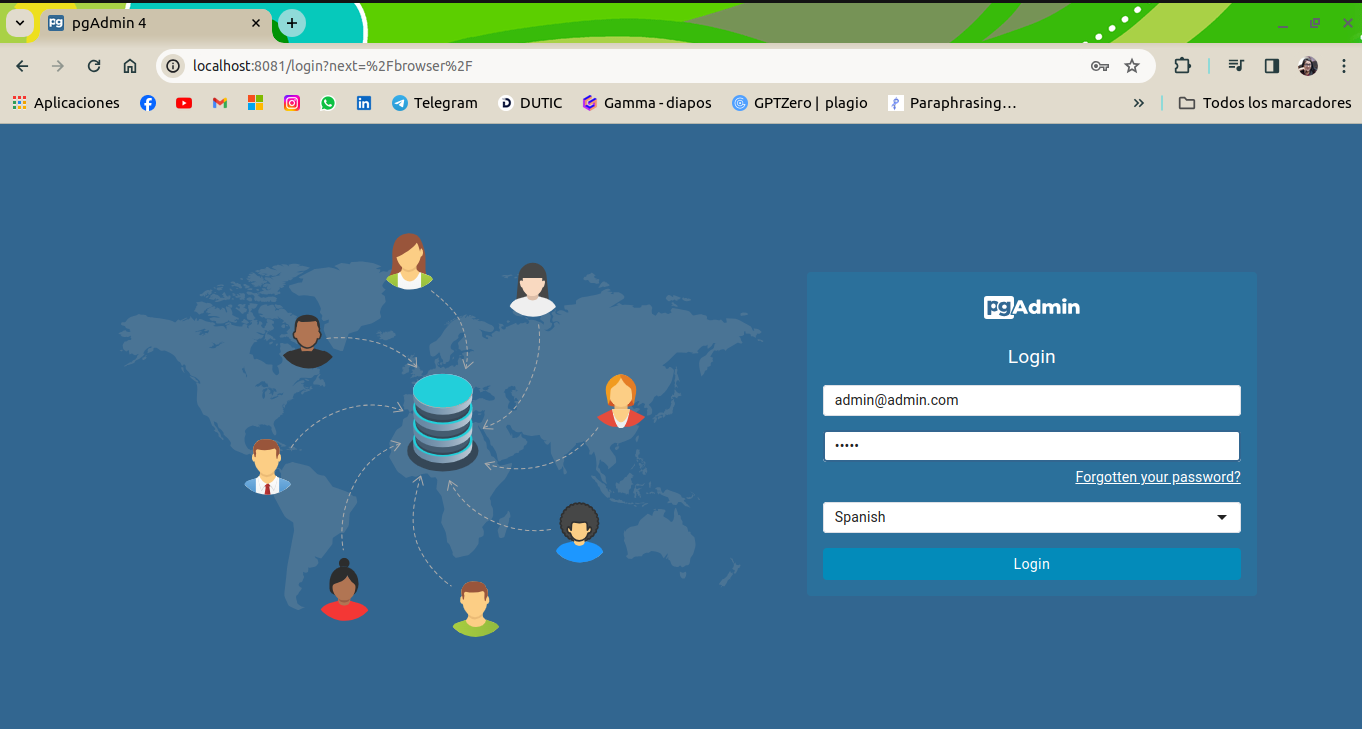 pg pgAdmin 4
localhost:8081/login?next=%2Fbrowser%2F
Aplicaciones Telegram DUTIC Gamma - diapos GPTZero | plagio Paraphrasing... Todos los marcadores
pgAdmin
Login
admin@admin.com
•••••
Forgotten your password?
Spanish
Login